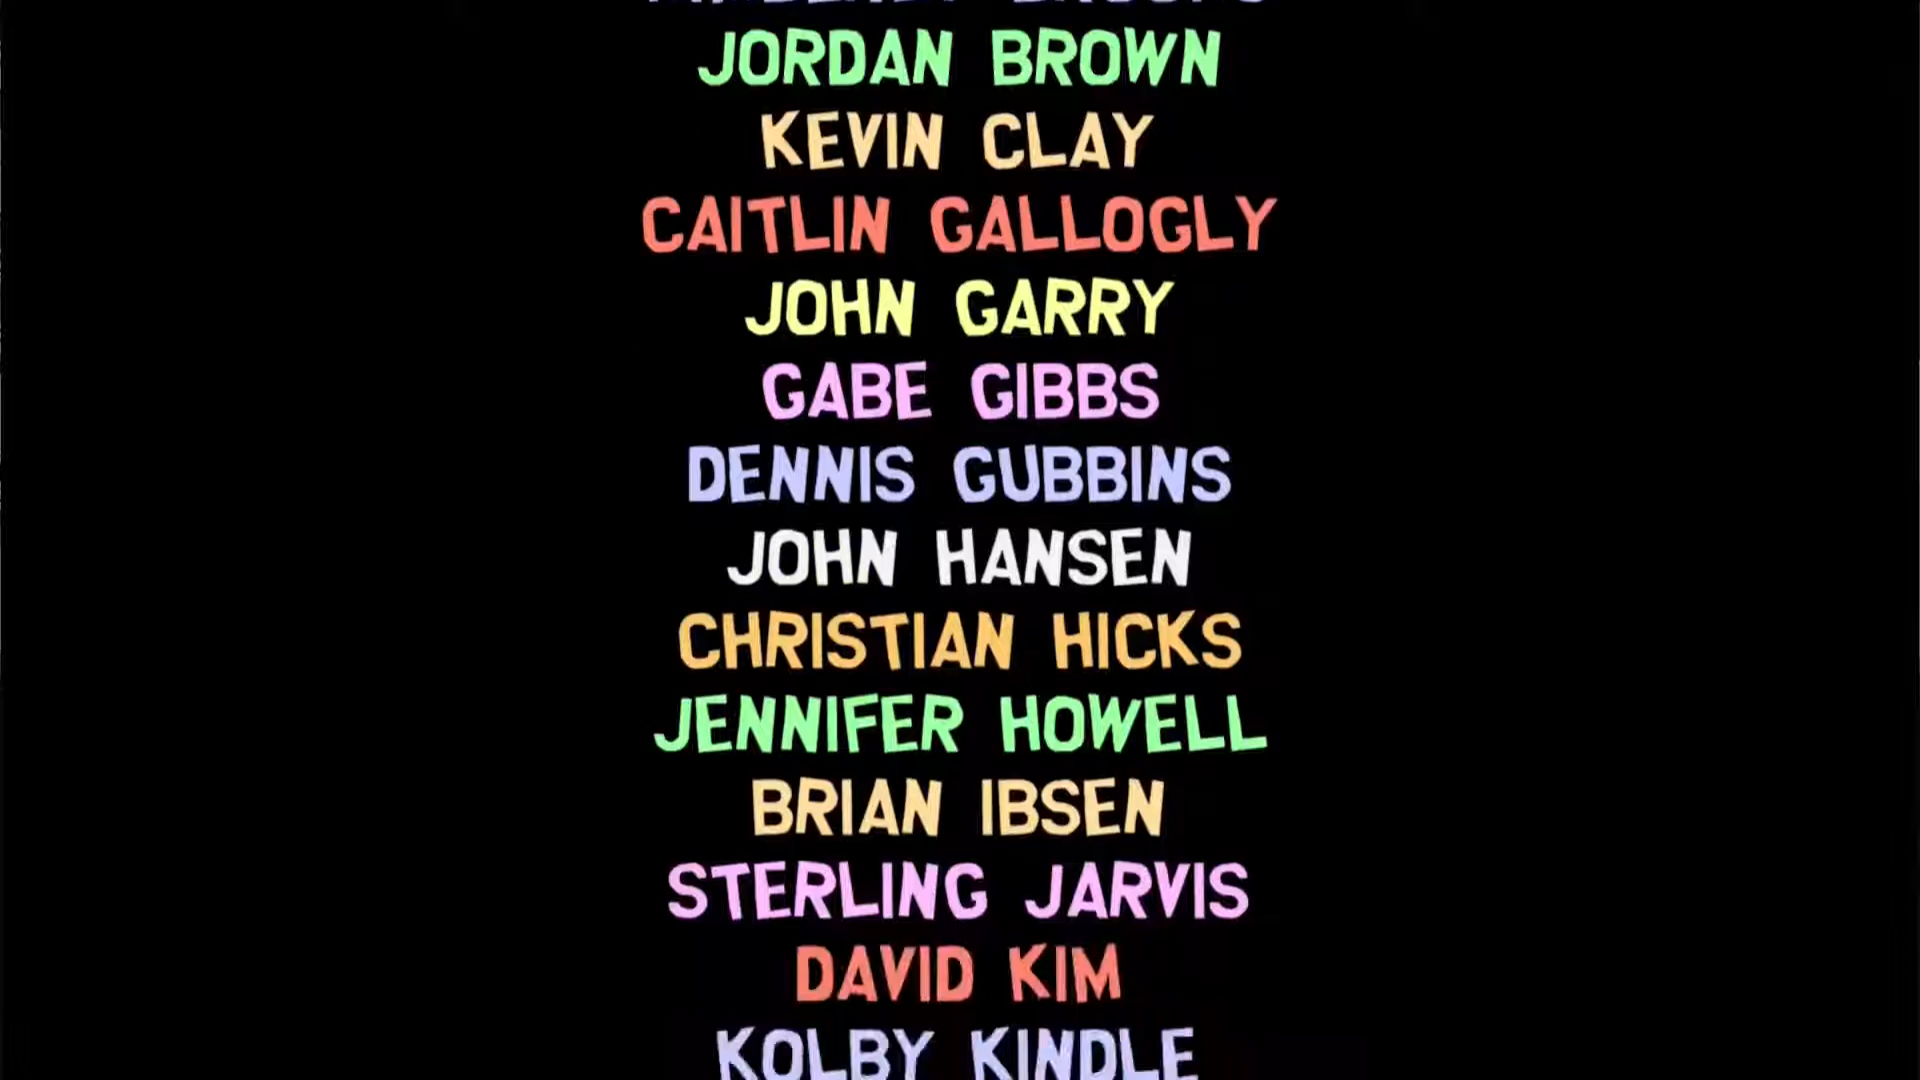 JORDAN BROWN
KEVIN CLAY
CAITLIN GALLOGLY
JOHN GARRY
GABE GIBBS
DENNIS GUBBINS
JOHN HANSEN
CHRISTIAN HICKS
JENNIFER HOWELL
BRIAN IBSEN
STERLING JARVIS
DAVID KIM
KOLBY KINDLE